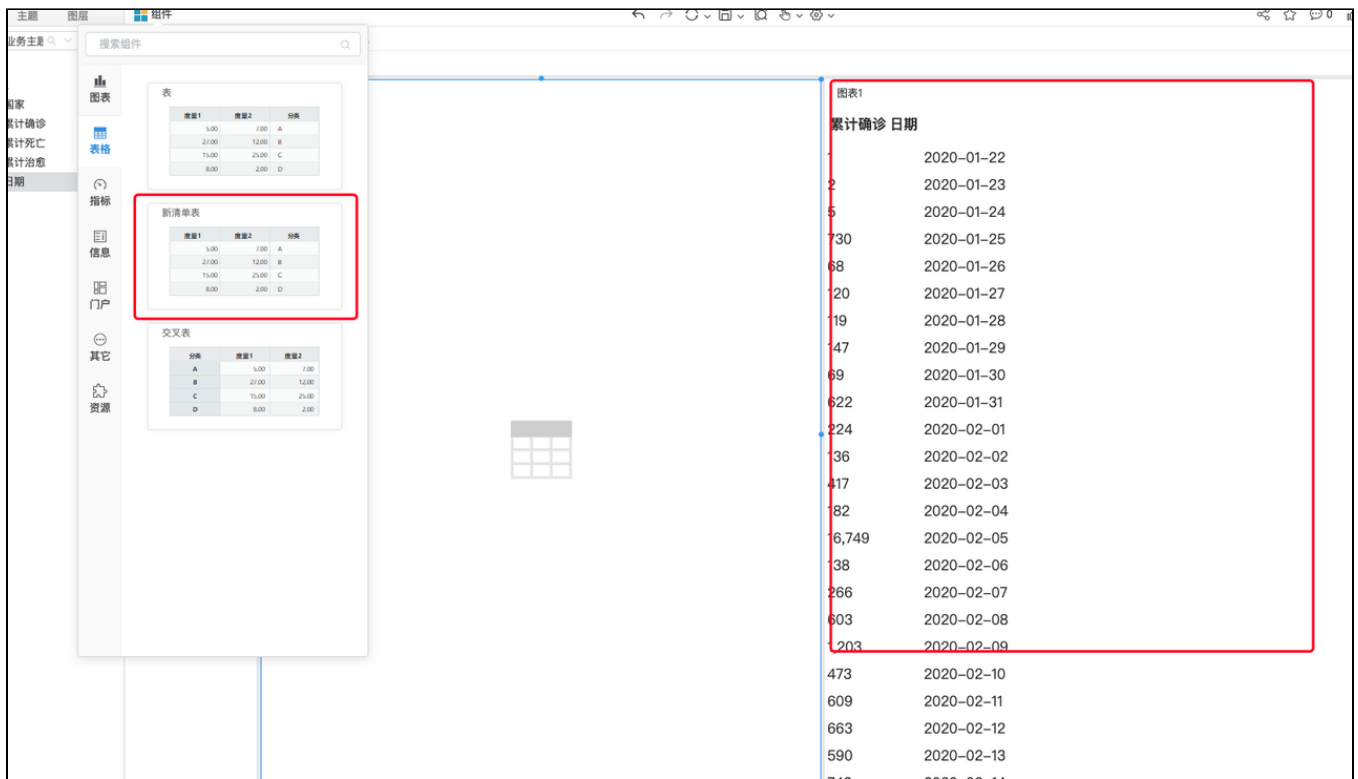 主题 图层 组件 0
业务主题
搜索组件
图表
表格
指标
信息
门户
其它
资源
国家
累计确诊
累计死亡
累计治愈
日期
表
度量1 度量2 分类
5.00 7.00 A
27.00 12.00 B
15.00 25.00 C
8.00 2.00 D
新清单表
度量1 度量2 分类
5.00 7.00 A
27.00 12.00 B
15.00 25.00 C
8.00 2.00 D
交叉表
分类 度量1 度量2
A 5.00 7.00
B 27.00 12.00
C 15.00 25.00
D 8.00 2.00
图表1
累计确诊 日期
1 2020-01-22
2 2020-01-23
5 2020-01-24
730 2020-01-25
68 2020-01-26
120 2020-01-27
119 2020-01-28
147 2020-01-29
69 2020-01-30
622 2020-01-31
224 2020-02-01
136 2020-02-02
417 2020-02-03
182 2020-02-04
16,749 2020-02-05
138 2020-02-06
266 2020-02-07
603 2020-02-08
1,203 2020-02-09
473 2020-02-10
609 2020-02-11
663 2020-02-12
590 2020-02-13